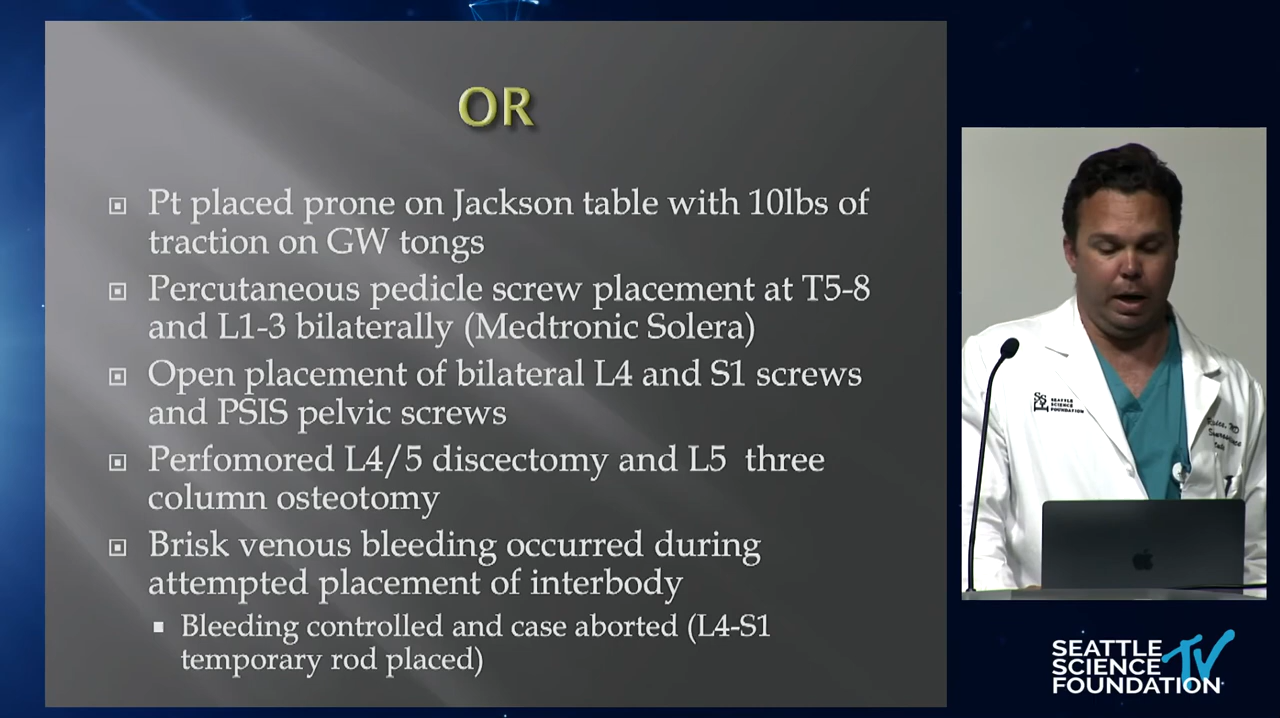 OR
Pt placed prone on Jackson table with 10lbs of
traction on GW tongs
Percutaneous pedicle screw placement at T5-8
and L1-3 bilaterally (Medtronic Solera)
Open placement of bilateral L4 and S1 screws
and PSIS pelvic screws
Perfomored L4/5 discectomy and L5 three
column osteotomy
Brisk venous bleeding occurred during
attempted placement of interbody
Bleeding controlled and case aborted (L4-S1
temporary rod placed)
SEATTLE
SCIENCE
FOUNDATION
SEATTLE
SCIENCE TV
FOUNDATION